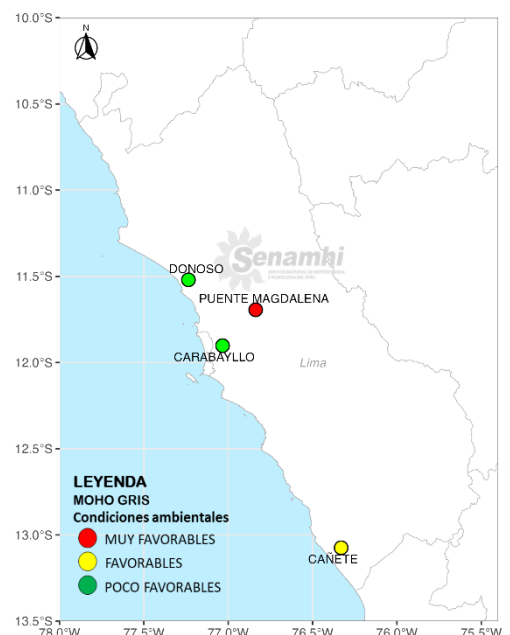 10.0°S
N
10.5°S
11.0°S
11.5°S
12.0°S
12.5°S
13.0°S
13.5°S
Senamhi
DONOSO
PUENTE MAGDALENA
CARABAYLLO
Lima
CAÑETE
LEYENDA
MOHO GRIS
Condiciones ambientales
MUY FAVORABLES
FAVORABLES
POCO FAVORABLES
78.0°W
77.5°W
77.0°W
76.5°W
76.0°W
75.5°W